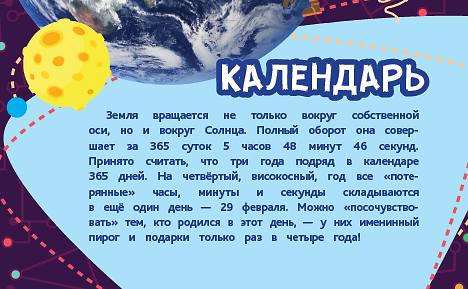 КАЛЕНДАРЬ
Земля вращается не только вокруг собственной
оси, но и вокруг Солнца. Полный оборот она совер-
шает за 365 суток 5 часов 48 минут 46 секунд.
Принято считать, что три года подряд в календаре
365 дней. На четвёртый, високосный, год все «поте-
рянные» часы, минуты и секунды складываются
в ещё один день — 29 февраля. Можно «посочувство-
вать» тем, кто родился в этот день, — у них именинный
пирог и подарки только раз в четыре года!